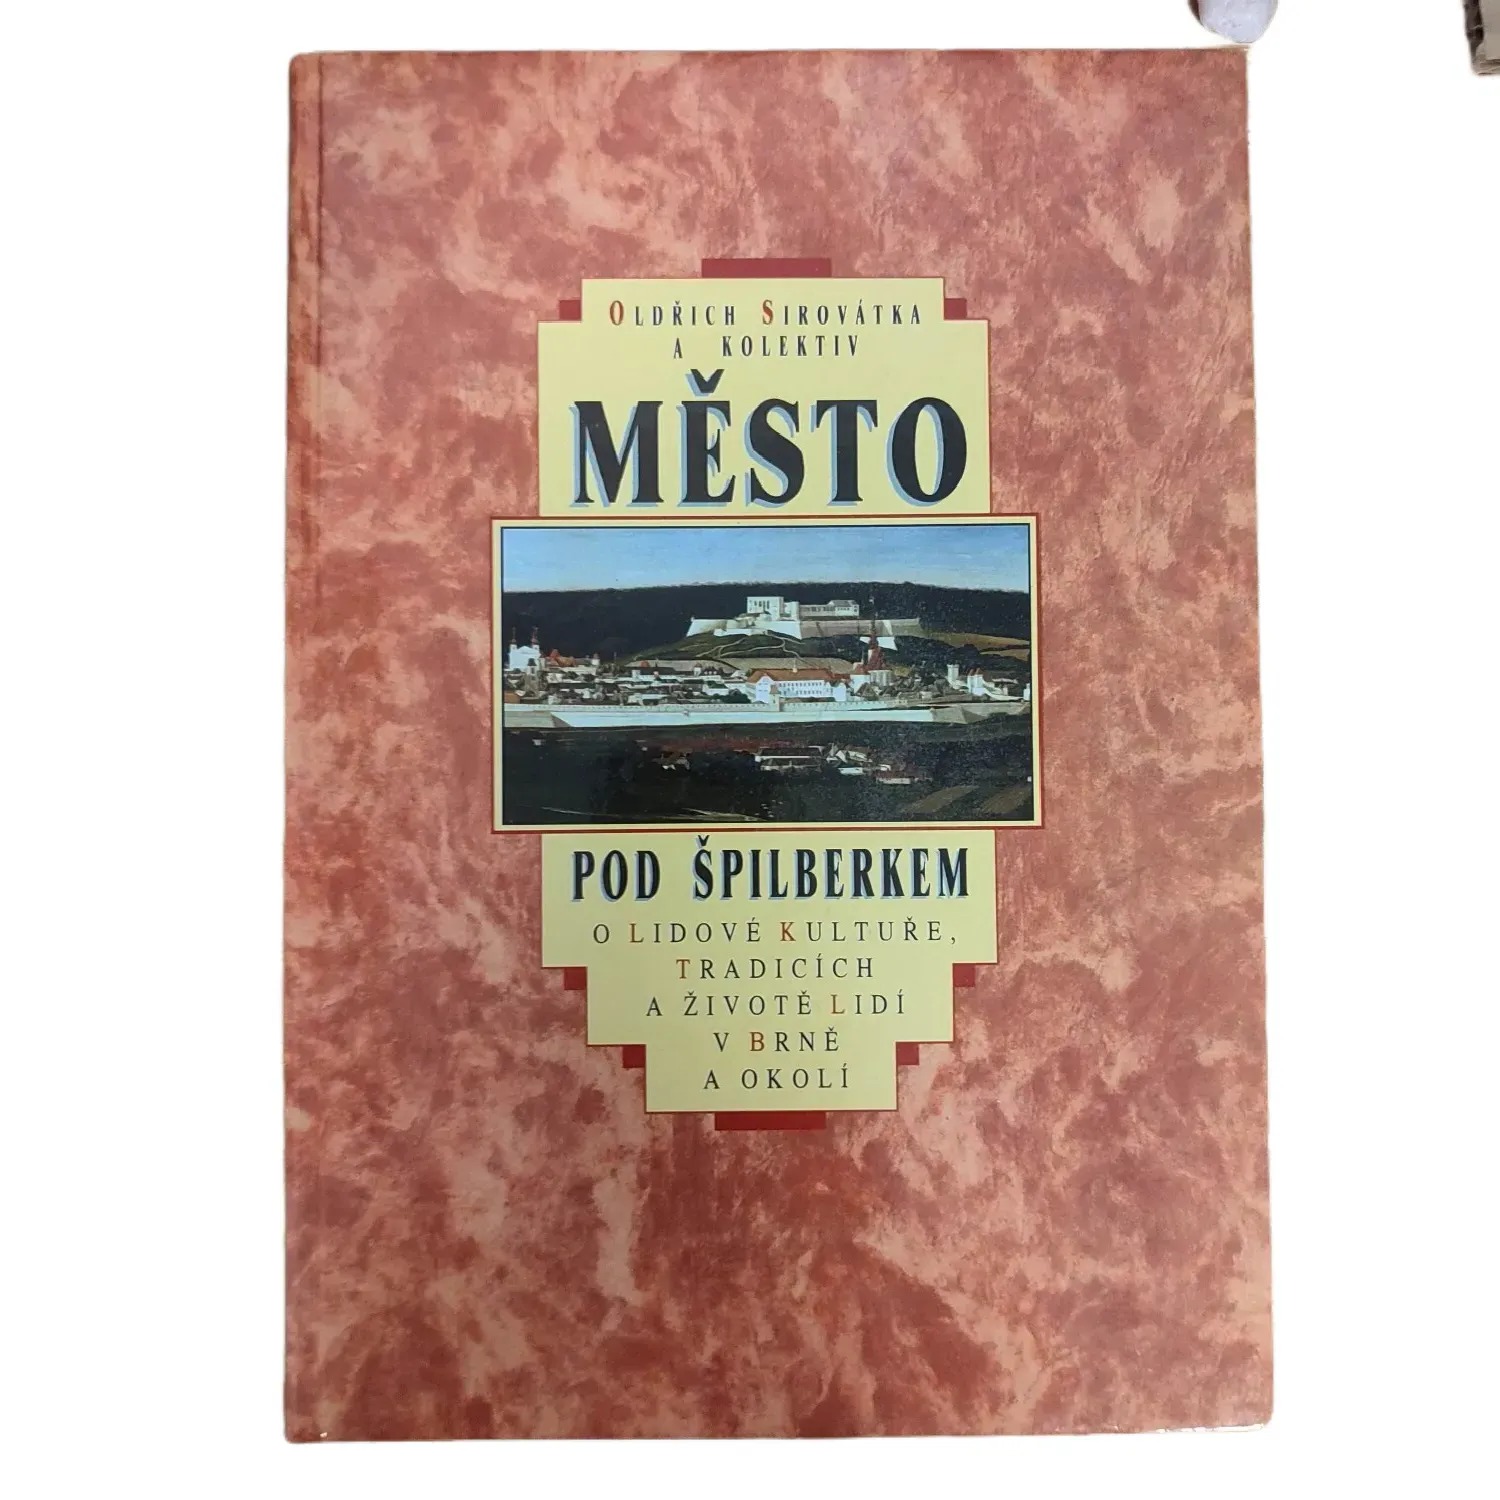 OLDŘICH SIROVÁTKA
A KOLEKTIV
MĚSTO
POD ŠPILBERKEM
O LIDOVÉ KULTUŘE,
TRADICÍCH
A ŽIVOTĚ LIDÍ
V BRNĚ
A OKOLÍ